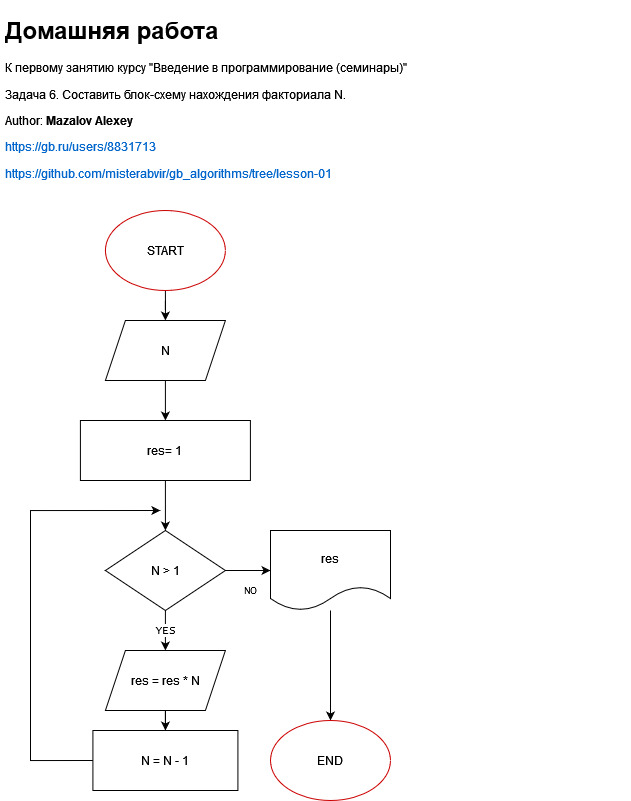 Домашняя работа
К первому занятию курсу "Введение в программирование (семинары)"
Задача 6. Составить блок-схему нахождения факториала N.
Author: Mazalov Alexey
https://gb.ru/users/8831713
https://github.com/misterabvir/gb_algorithms/tree/lesson-01
START
N
res= 1
N > 1
NO
res
YES
res = res * N
N = N - 1
END